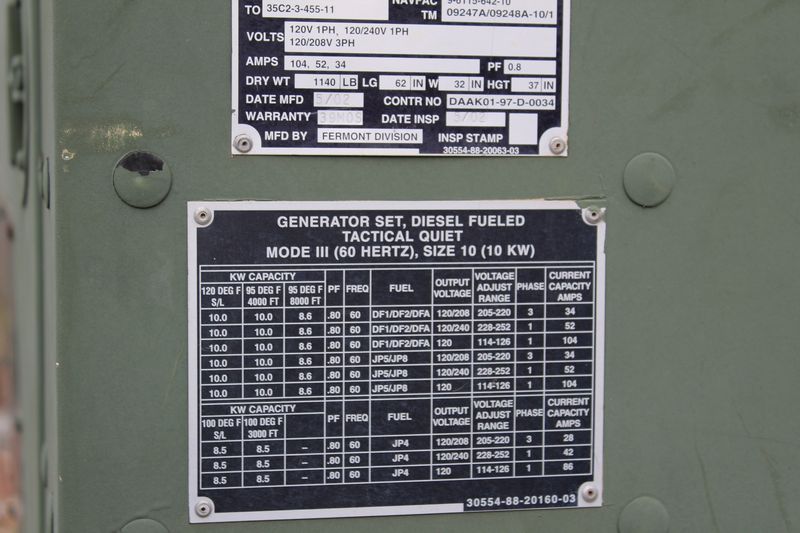 NAVFAC 9-6115-642-10
TO 35C2-3-455-11 TM 09247A/09248A-10/1
VOLTS 120V 1PH, 120/240V 1PH
120/208V 3PH
AMPS 104, 52, 34 PF 0.8
DRY WT 1140 LB LG 62 IN W 32 IN HGT 37 IN
DATE MFD 5/02 CONTR NO DAAK01-97-D-0034
WARRANTY 39MOS DATE INSP 5/02
MFD BY FERMONT DIVISION INSP STAMP
30554-88-20063-03
GENERATOR SET, DIESEL FUELED
TACTICAL QUIET
MODE III (60 HERTZ), SIZE 10 (10 KW)
KW CAPACITY PF FREQ FUEL OUTPUT VOLTAGE VOLTAGE ADJUST RANGE PHASE CURRENT CAPACITY AMPS
120 DEG F S/L 95 DEG F 4000 FT 95 DEG F 8000 FT
10.0 10.0 8.6 .80 60 DF1/DF2/DFA 120/208 205-220 3 34
10.0 10.0 8.6 .80 60 DF1/DF2/DFA 120/240 228-252 1 52
10.0 10.0 8.6 .80 60 DF1/DF2/DFA 120 114-126 1 104
10.0 10.0 8.6 .80 60 JP5/JP8 120/208 205-220 3 34
10.0 10.0 8.6 .80 60 JP5/JP8 120/240 228-252 1 52
10.0 10.0 8.6 .80 60 JP5/JP8 120 114-126 1 104
KW CAPACITY PF FREQ FUEL OUTPUT VOLTAGE VOLTAGE ADJUST RANGE PHASE CURRENT CAPACITY AMPS
100 DEG F S/L 100 DEG F 3000 FT
8.5 8.5 – .80 60 JP4 120/208 205-220 3 28
8.5 8.5 – .80 60 JP4 120/240 228-252 1 42
8.5 8.5 – .80 60 JP4 120 114-126 1 86
30554-88-20160-03